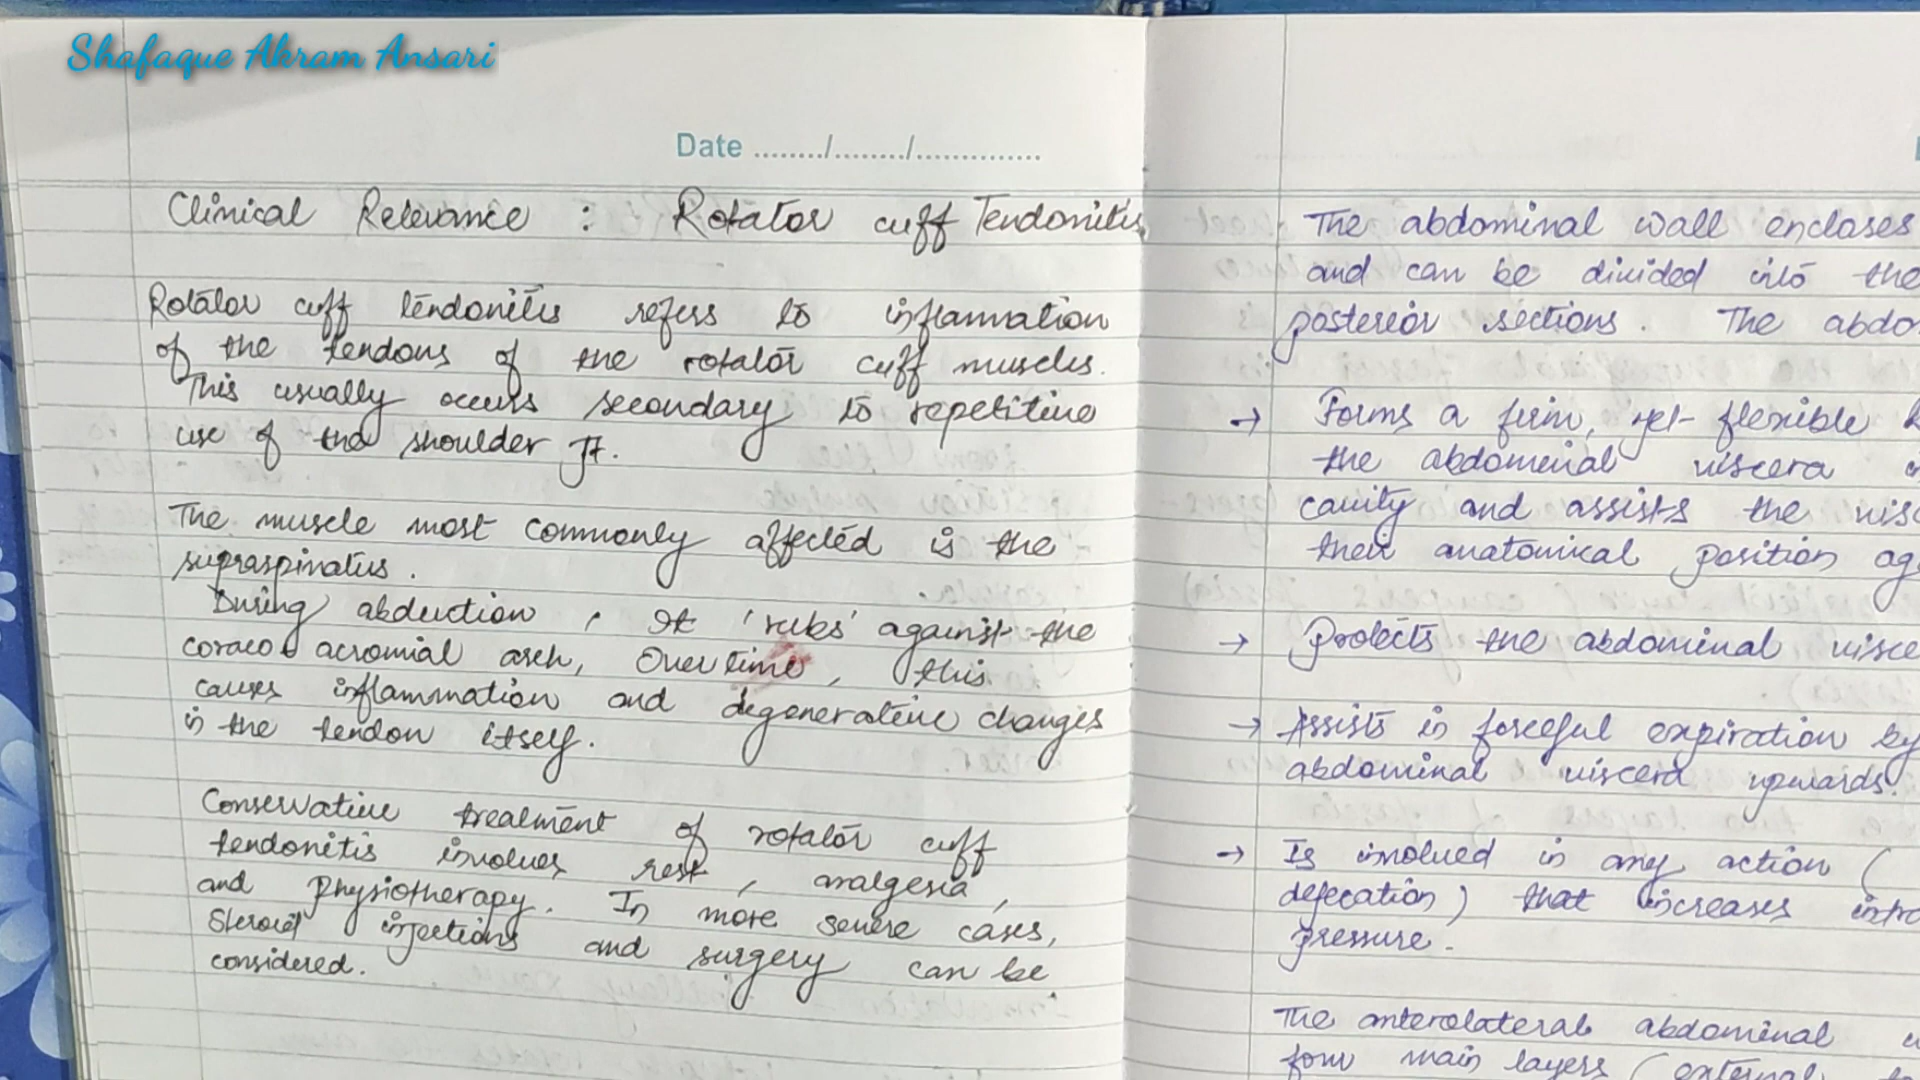 Shafaque Akram Ansari
Date ......../......../..............
Clinical Relevance : Rotator cuff Tendonitis
Rotator cuff tendonitis refers to inflamation
of the tendons of the rotator cuff muscles.
This usually occurs secondary to repetitive
use of the shoulder Jt.
The muscle most commonly affected is the
supraspinatus.
During abduction, It 'rubs' against the
coraco acromial arch, Over time, this
causes inflammation and degenerative changes
in the tendon itself.
Conservative treatment of rotator cuff
tendonitis involves rest, analgesia,
and physiotherapy. In more severe cases,
steroid injections and surgery can be
considered.
The abdominal wall encloses
and can be divided into the
posterior sections. The abdo
→ Forms a firm, yet flexible
the abdominal viscera
cavity and assists the visc
their anatomical position ag
→ Protects the abdominal visce
→ Assists in forceful expiration by
abdominal viscera upwards.
→ Is involued in any action (
defecation) that increases intra
pressure.
The anterolateral abdominal
four main layers (external